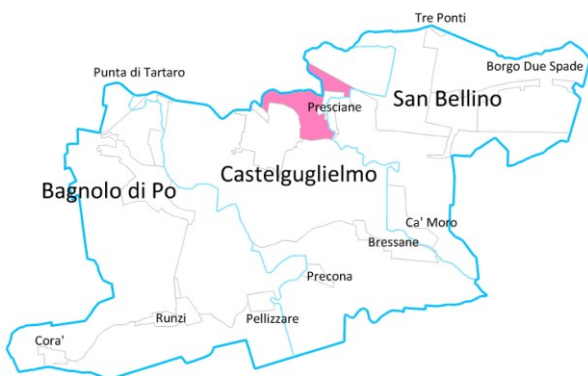 Tre Ponti
Punta di Tartaro
Borgo Due Spade
San Bellino
Presciane
Castelguglielmo
Bagnolo di Po
Ca' Moro
Bressane
Precona
Runzi
Pellizzare
Cora'